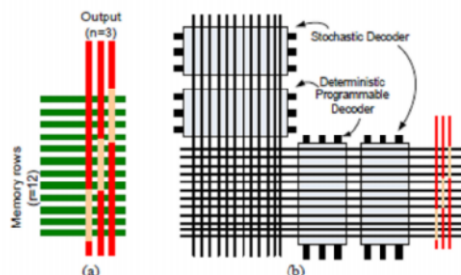 Output
(n=3)
Memory rows
(r=12)
(a)
Stochastic Decoder
Deterministic
Programmable
Decoder
(b)